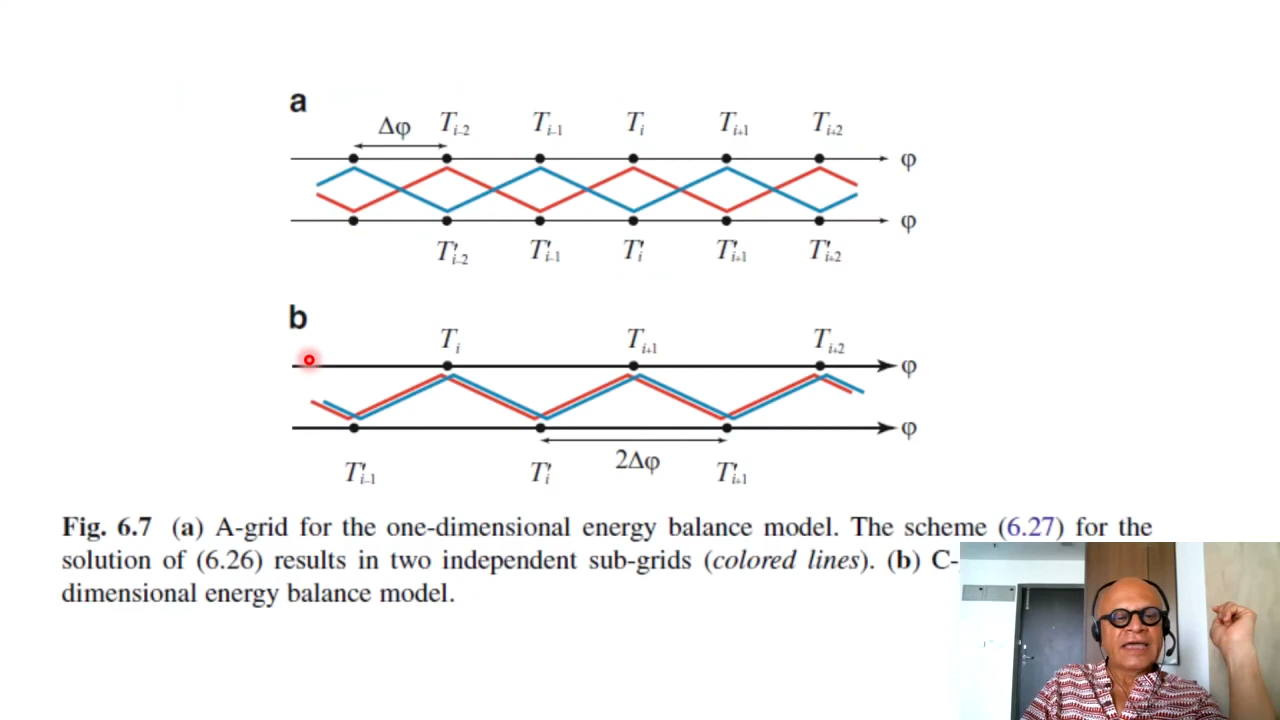 a
Δφ T_{i-2} T_{i-1} T_i T_{i+1} T_{i+2}
φ
φ
T'_{i-2} T'_{i-1} T'_i T'_{i+1} T'_{i+2}
b
T_i T_{i+1} T_{i+2}
φ
φ
2Δφ
T'_{i-1} T'_i T'_{i+1}
Fig. 6.7 (a) A-grid for the one-dimensional energy balance model. The scheme (6.27) for the
solution of (6.26) results in two independent sub-grids (colored lines). (b) C-
dimensional energy balance model.